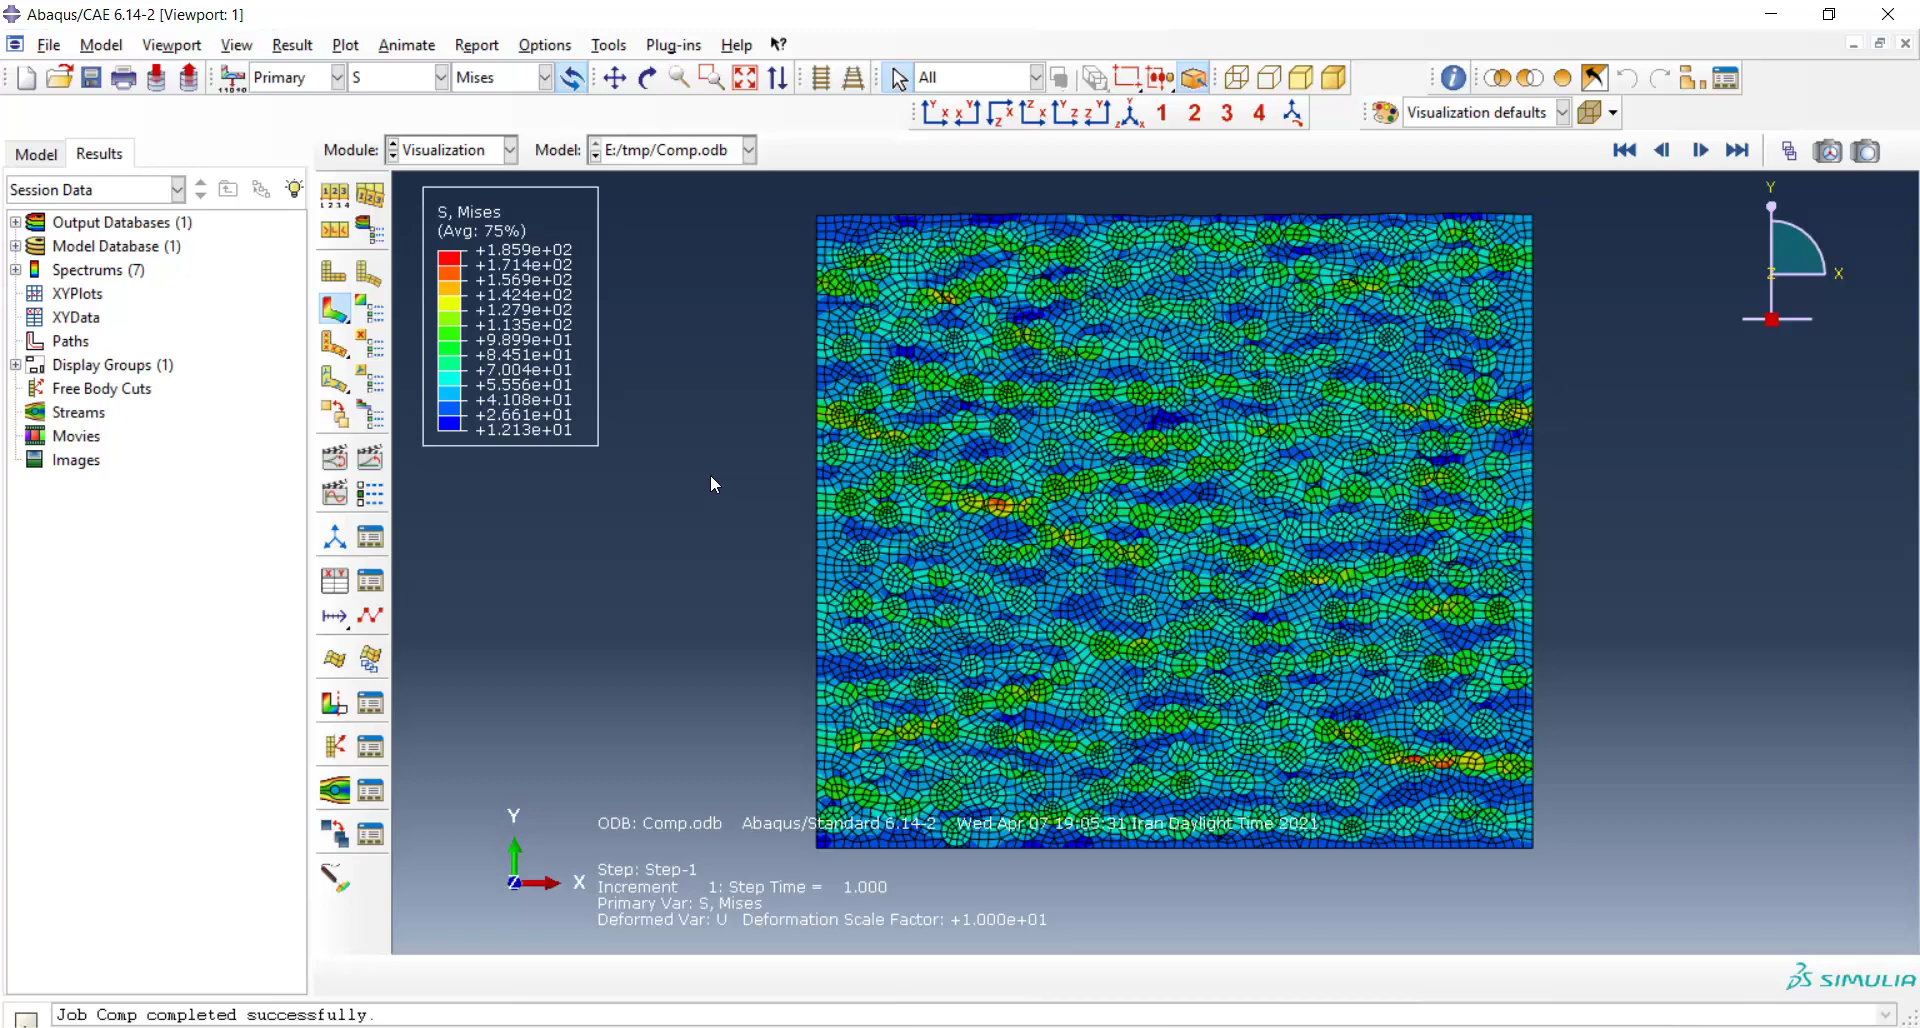 Abaqus/CAE 6.14-2 [Viewport: 1]
File Model Viewport View Result Plot Animate Report Options Tools Plug-ins Help
Primary S Mises All
1 2 3 4 Visualization defaults
Model Results
Module: Visualization Model: E:/tmp/Comp.odb
Session Data
Output Databases (1)
Model Database (1)
Spectrums (7)
XYPlots
XYData
Paths
Display Groups (1)
Free Body Cuts
Streams
Movies
Images
S, Mises
(Avg: 75%)
+1.859e+02
+1.714e+02
+1.569e+02
+1.424e+02
+1.279e+02
+1.135e+02
+9.899e+01
+8.451e+01
+7.004e+01
+5.556e+01
+4.108e+01
+2.661e+01
+1.213e+01
Y
X
Z
Y
X
Z
ODB: Comp.odb Abaqus/Standard 6.14-2 Wed Apr 07 19:05:31 Iran Daylight Time 2021
Step: Step-1
Increment 1: Step Time = 1.000
Primary Var: S, Mises
Deformed Var: U Deformation Scale Factor: +1.000e+01
SIMULIA
Job Comp completed successfully.